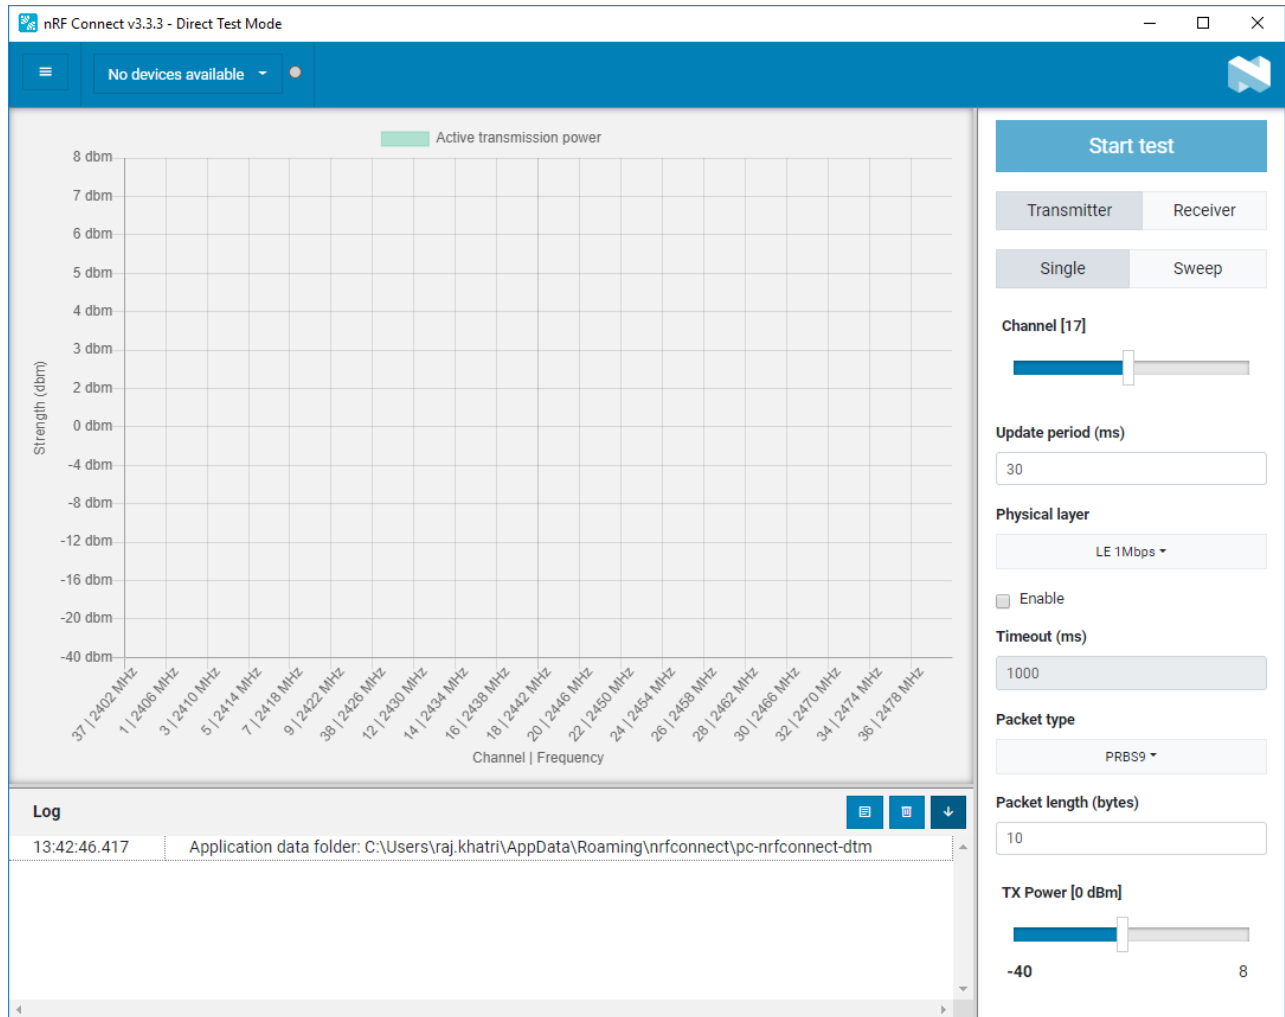 nRF Connect v3.3.3 - Direct Test Mode
No devices available
Active transmission power
8 dbm
7 dbm
6 dbm
5 dbm
4 dbm
3 dbm
2 dbm
0 dbm
-4 dbm
-8 dbm
-12 dbm
-16 dbm
-20 dbm
-40 dbm
Strength (dbm)
37 | 2402 MHz
1 | 2406 MHz
3 | 2410 MHz
5 | 2414 MHz
7 | 2418 MHz
9 | 2422 MHz
38 | 2426 MHz
12 | 2430 MHz
14 | 2434 MHz
16 | 2438 MHz
18 | 2442 MHz
20 | 2446 MHz
22 | 2450 MHz
24 | 2454 MHz
26 | 2458 MHz
28 | 2462 MHz
30 | 2466 MHz
32 | 2470 MHz
34 | 2474 MHz
36 | 2478 MHz
Channel | Frequency
Log
13:42:46.417 Application data folder: C:\Users\raj.khatri\AppData\Roaming\nrfconnect\pc-nrfconnect-dtm
Start test
Transmitter Receiver
Single Sweep
Channel [17]
Update period (ms)
30
Physical layer
LE 1Mbps
Enable
Timeout (ms)
1000
Packet type
PRBS9
Packet length (bytes)
10
TX Power [0 dBm]
-40 8